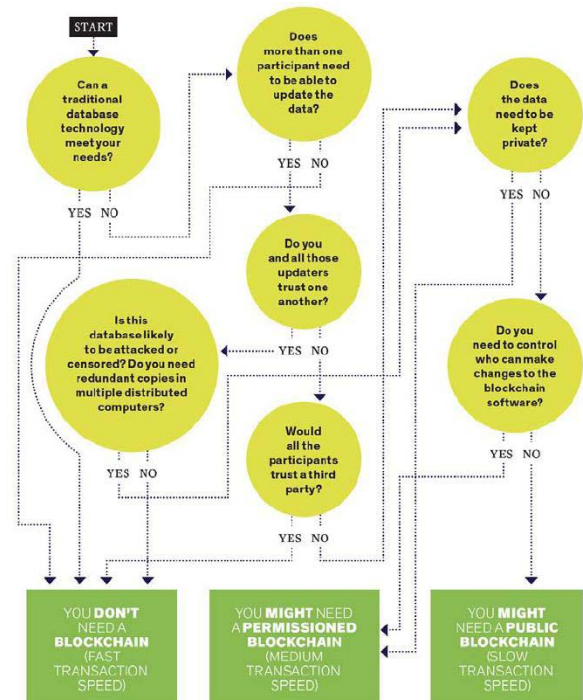 START
Can a
traditional
database
technology
meet your
needs?
YES NO
Does
more than one
participant need
to be able to
update the
data?
YES NO
Does
the data
need to be
kept
private?
YES NO
Do you
and all those
updaters
trust one
another?
YES NO
Is this
database likely
to be attacked or
censored? Do you need
redundant copies in
multiple distributed
computers?
YES NO
Do you
need to control
who can make
changes to the
blockchain
software?
YES NO
Would
all the
participants
trust a third
party?
YES NO
YOU DON'T
NEED A
BLOCKCHAIN
(FAST
TRANSACTION
SPEED)
YOU MIGHT NEED
A PERMISSIONED
BLOCKCHAIN
(MEDIUM
TRANSACTION
SPEED)
YOU MIGHT
NEED A PUBLIC
BLOCKCHAIN
(SLOW
TRANSACTION
SPEED)